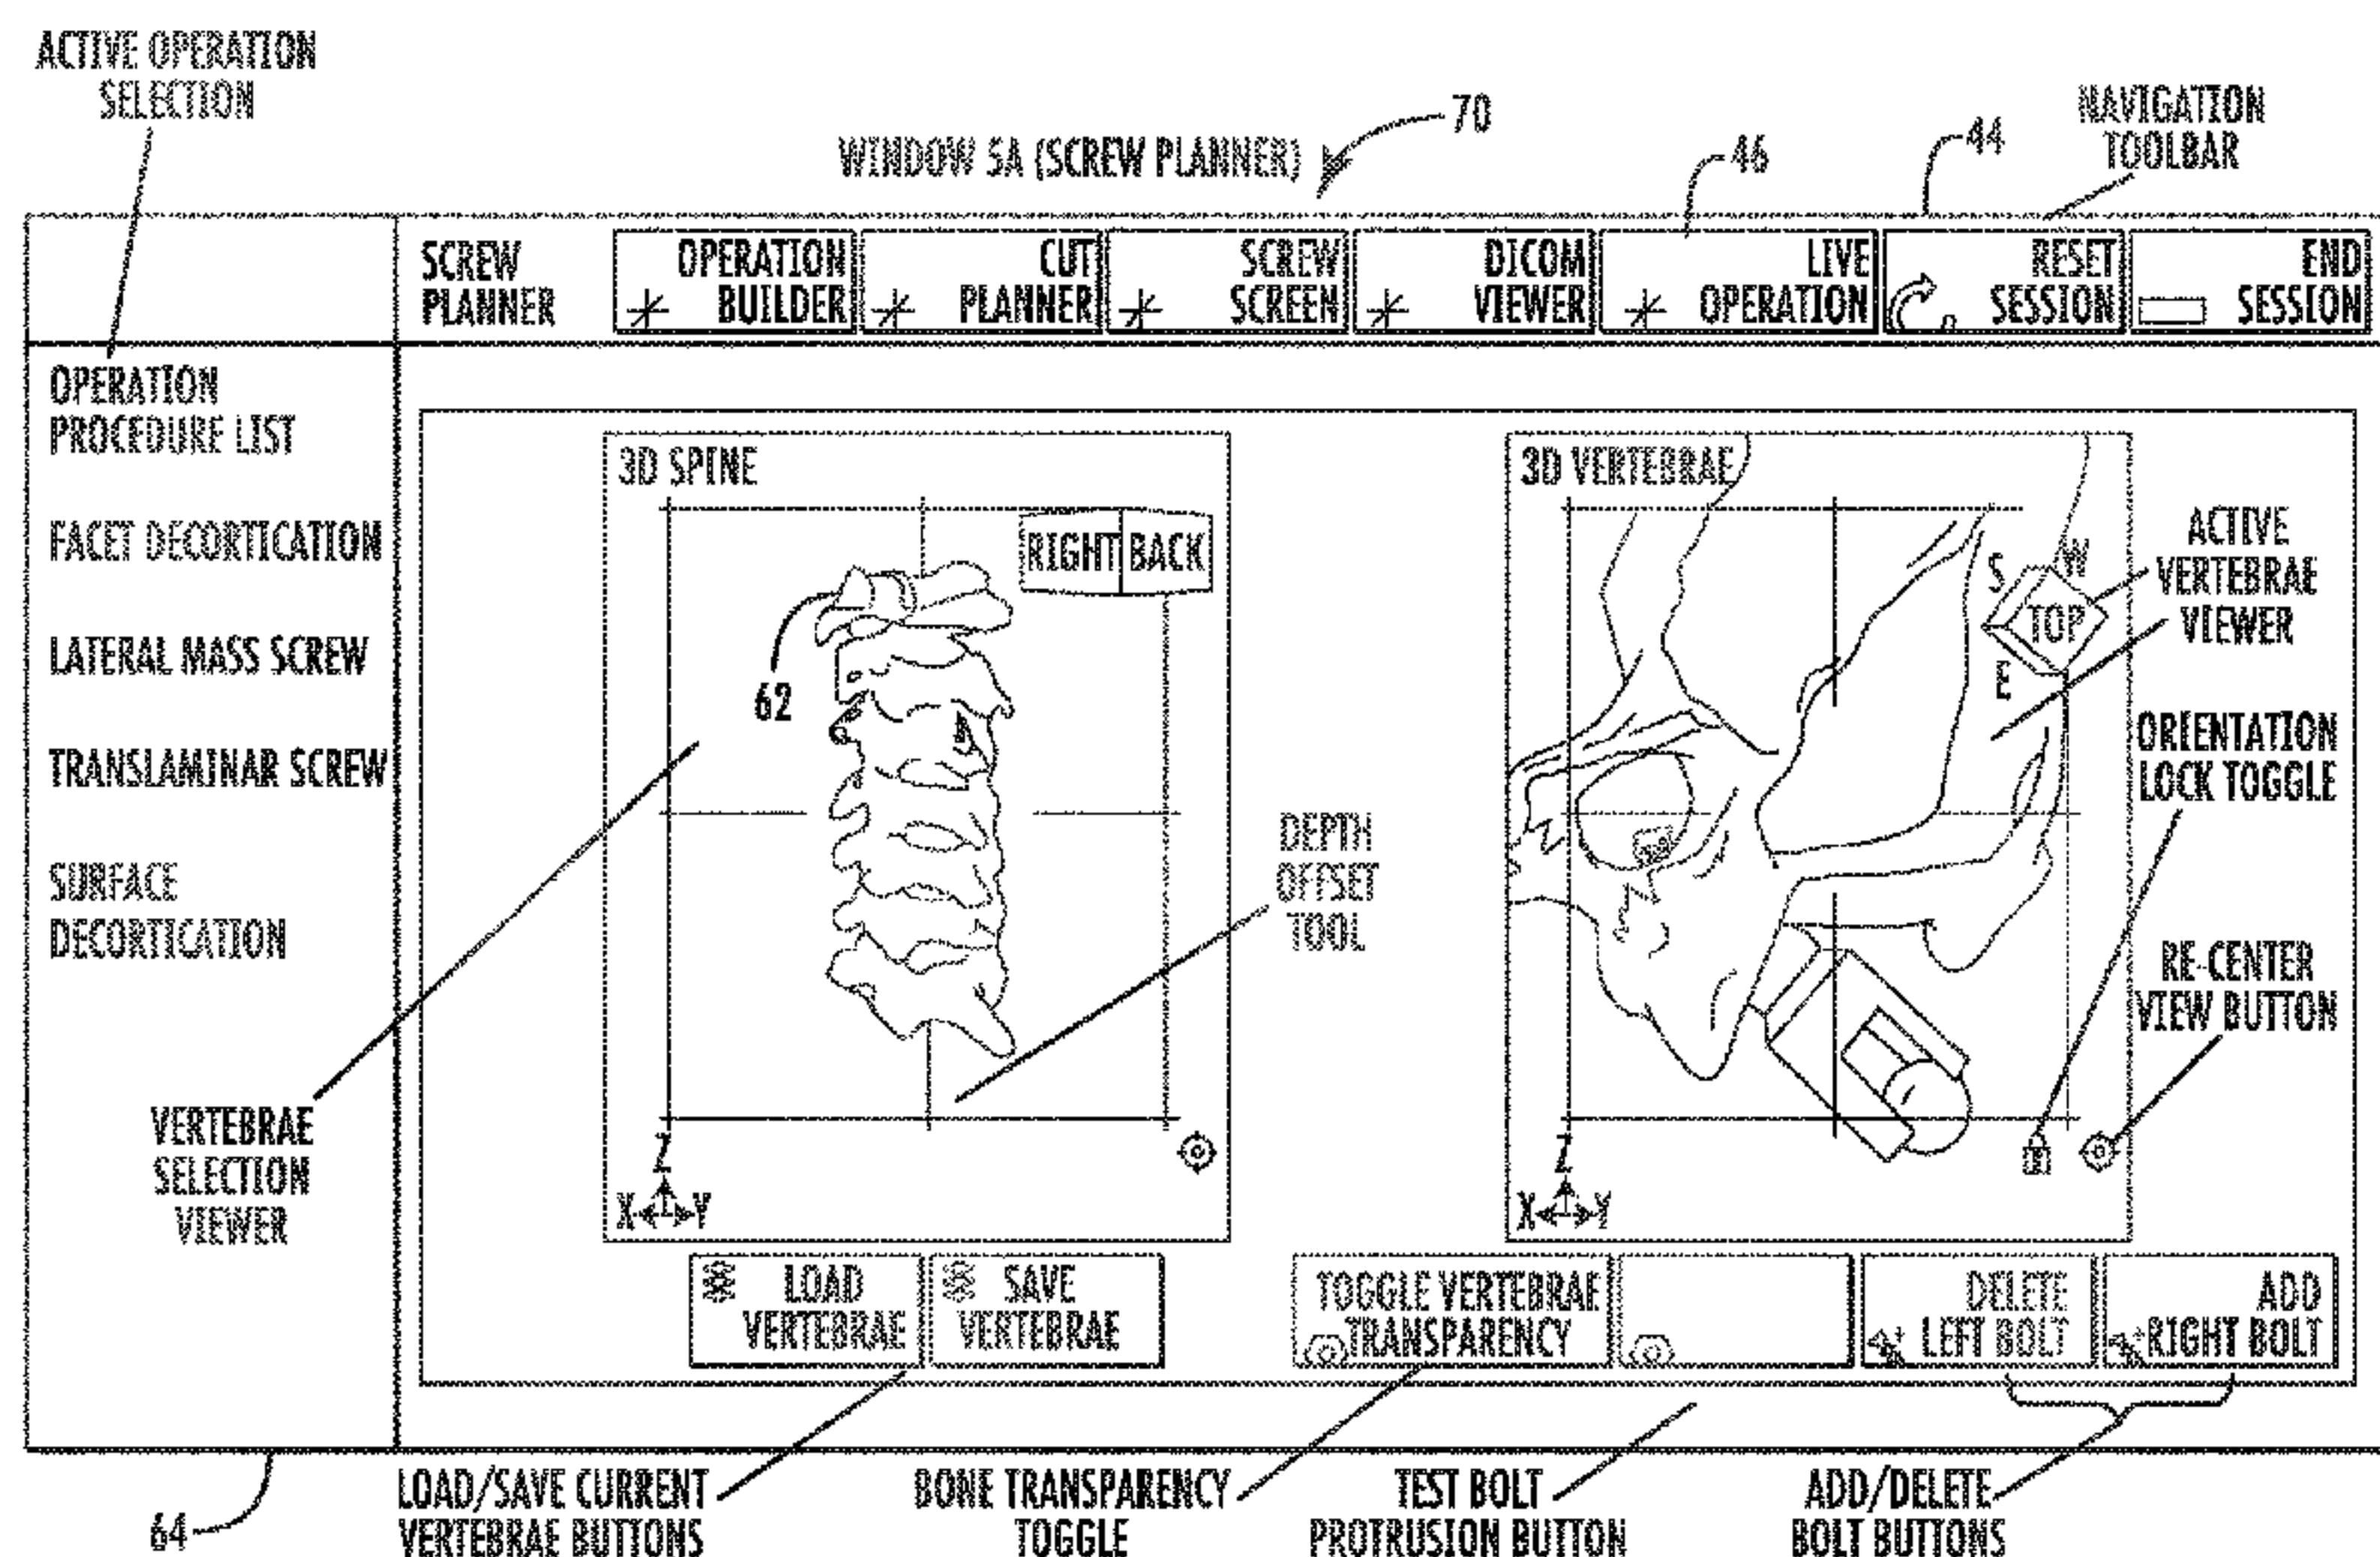 ACTIVE OPERATION
SELECTION
WINDOW 5A (SCREW PLANNER)
70
46
44
NAVIGATION
TOOLBAR
SCREW
PLANNER
OPERATION
BUILDER
CUT
PLANNER
SCREW
SCREEN
DICOM
VIEWER
LIVE
OPERATION
RESET
SESSION
END
SESSION
OPERATION
PROCEDURE LIST
FACET DECORTICATION
LATERAL MASS SCREW
TRANSLAMINAR SCREW
SURFACE
DECORTICATION
VERTEBRAE
SELECTION
VIEWER
3D SPINE
RIGHT BACK
62
Z
X Y
DEPTH
OFFSET
TOOL
3D VERTEBRAE
S W
TOP
E
Z
X Y
ACTIVE
VERTEBRAE
VIEWER
ORIENTATION
LOCK TOGGLE
RE-CENTER
VIEW BUTTON
LOAD
VERTEBRAE
SAVE
VERTEBRAE
TOGGLE VERTEBRAE
TRANSPARENCY
DELETE
LEFT BOLT
ADD
RIGHT BOLT
64
LOAD/SAVE CURRENT
VERTEBRAE BUTTONS
BONE TRANSPARENCY
TOGGLE
TEST BOLT
PROTRUSION BUTTON
ADD/DELETE
BOLT BUTTONS